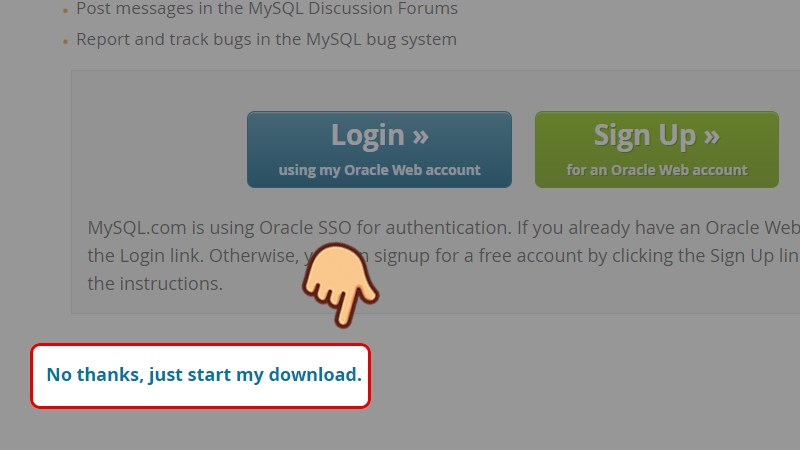 Post messages in the MySQL Discussion Forums
Report and track bugs in the MySQL bug system
Login »
using my Oracle Web account
Sign Up »
for an Oracle Web account
MySQL.com is using Oracle SSO for authentication. If you already have an Oracle Web
the Login link. Otherwise, signup for a free account by clicking the Sign Up
the instructions.
No thanks, just start my download.